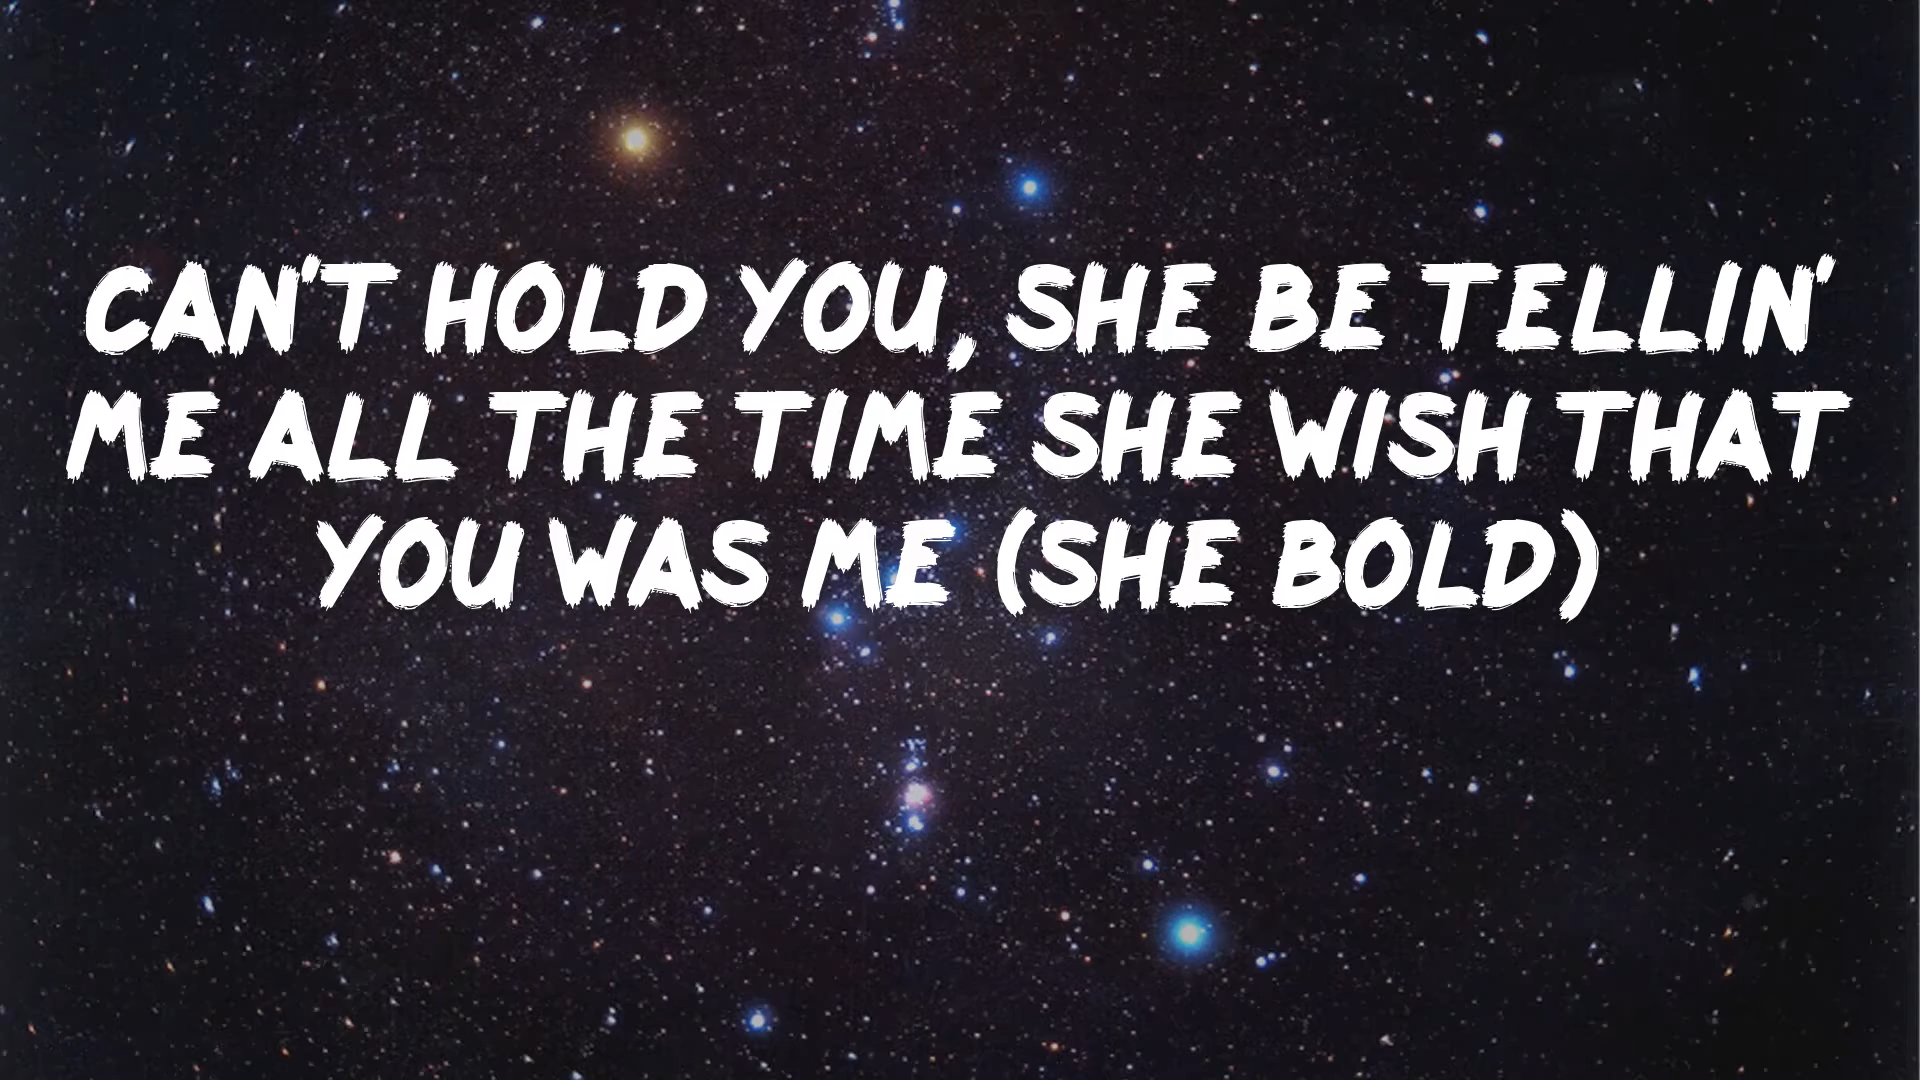 CAN'T HOLD YOU, SHE BE TELLIN'
ME ALL THE TIME SHE WISH THAT
YOU WAS ME (SHE BOLD)